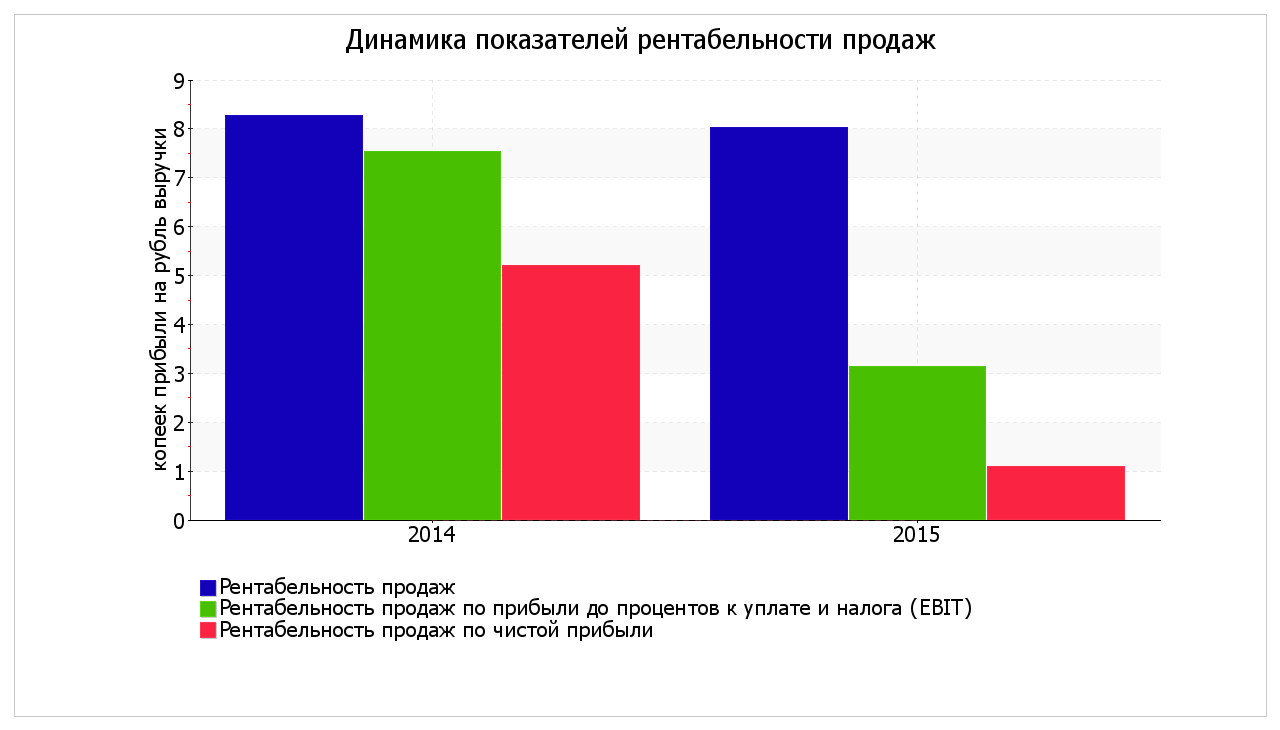 Динамика показателей рентабельности продаж
копеек прибыли на рубль выручки
9
8
7
6
5
4
3
2
1
0
2014
2015
Рентабельность продаж
Рентабельность продаж по прибыли до процентов к уплате и налога (EBIT)
Рентабельность продаж по чистой прибыли